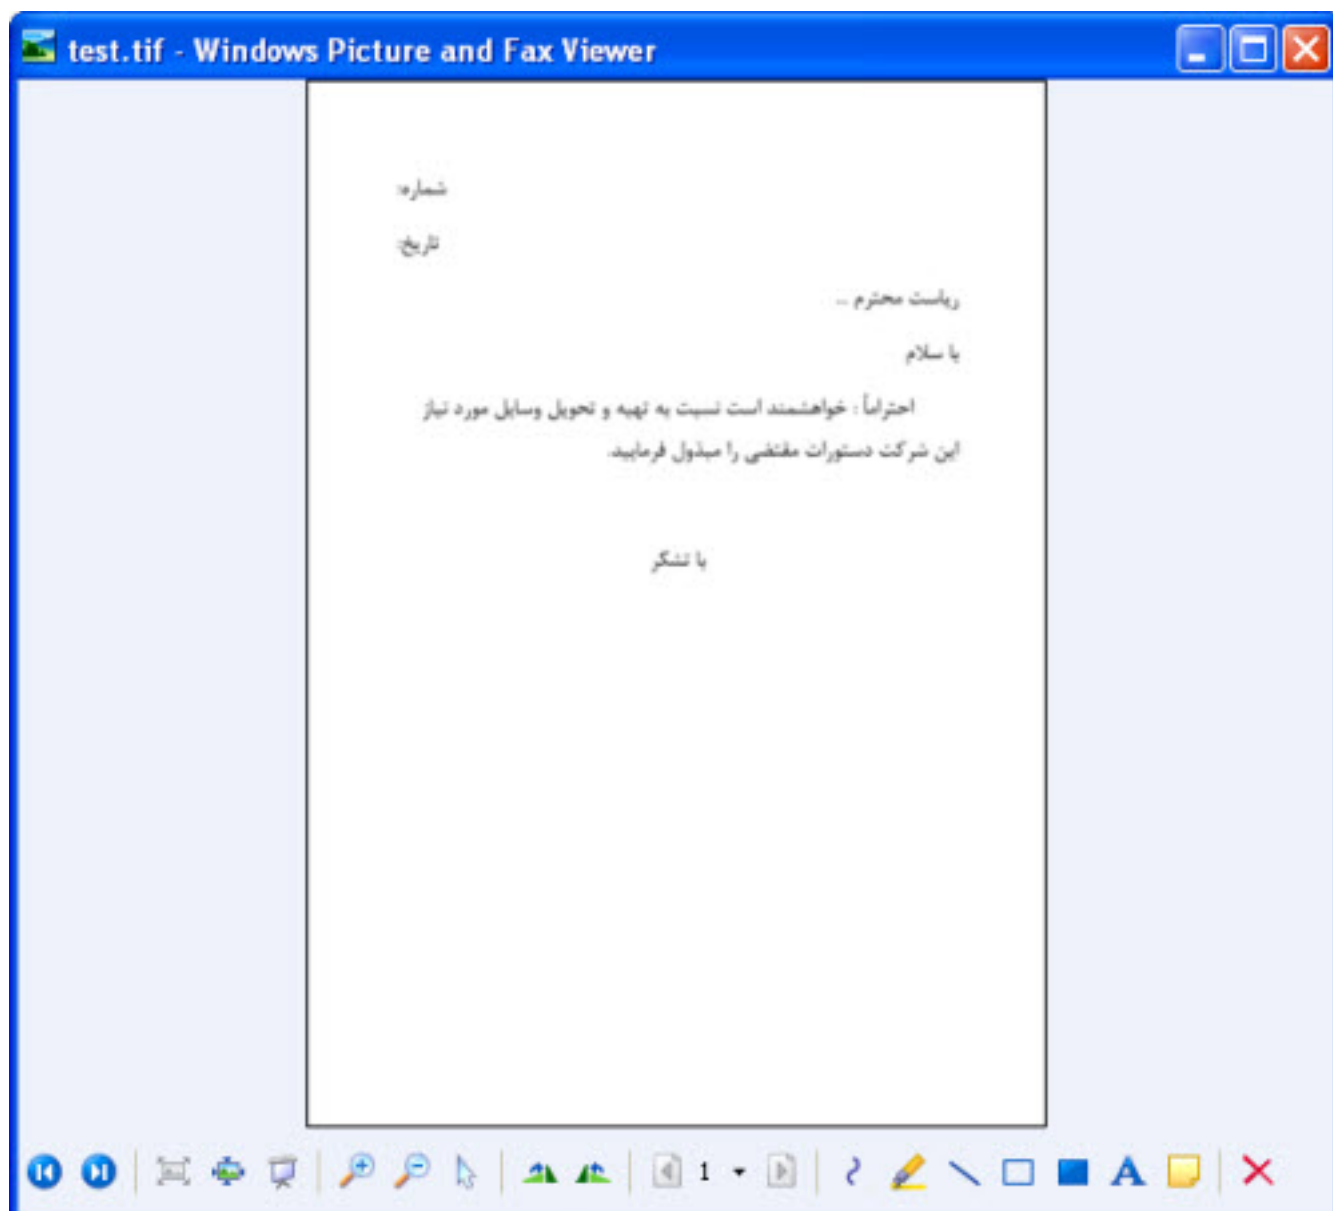 test.tif - Windows Picture and Fax Viewer
شماره:
تاریخ:
ریاست محترم ...
با سلام
احتراماً : خواهشمند است نسبت به تهیه و تحویل وسایل مورد نیاز
این شرکت دستورات مقتضی را مبذول فرمایید.
با تشکر
1
A